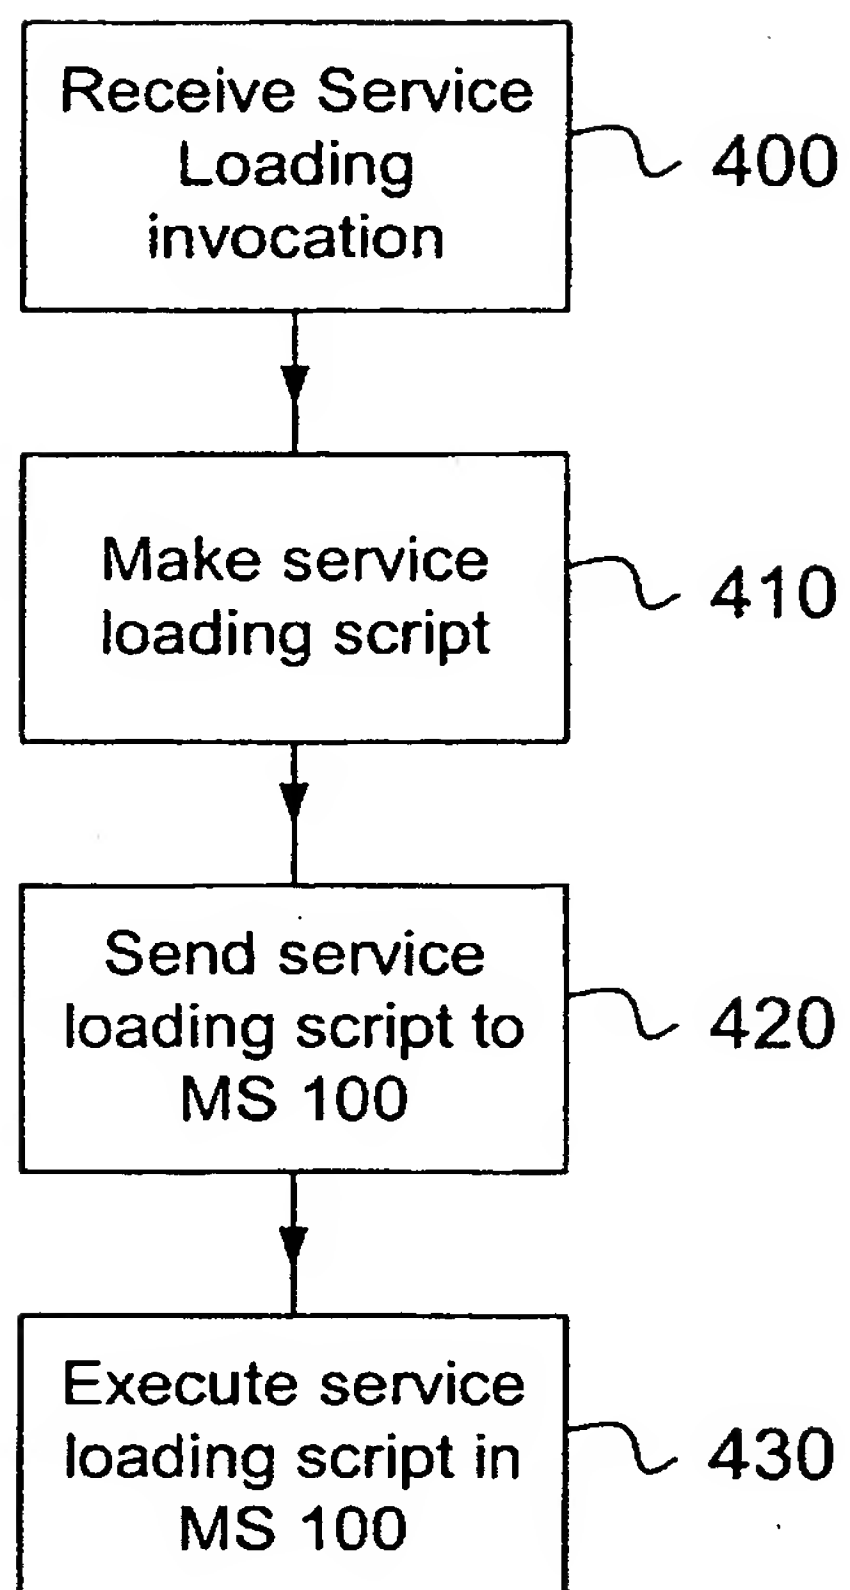 Receive Service
Loading
invocation
400
Make service
loading script
410
Send service
loading script to
MS 100
420
Execute service
loading script in
MS 100
430